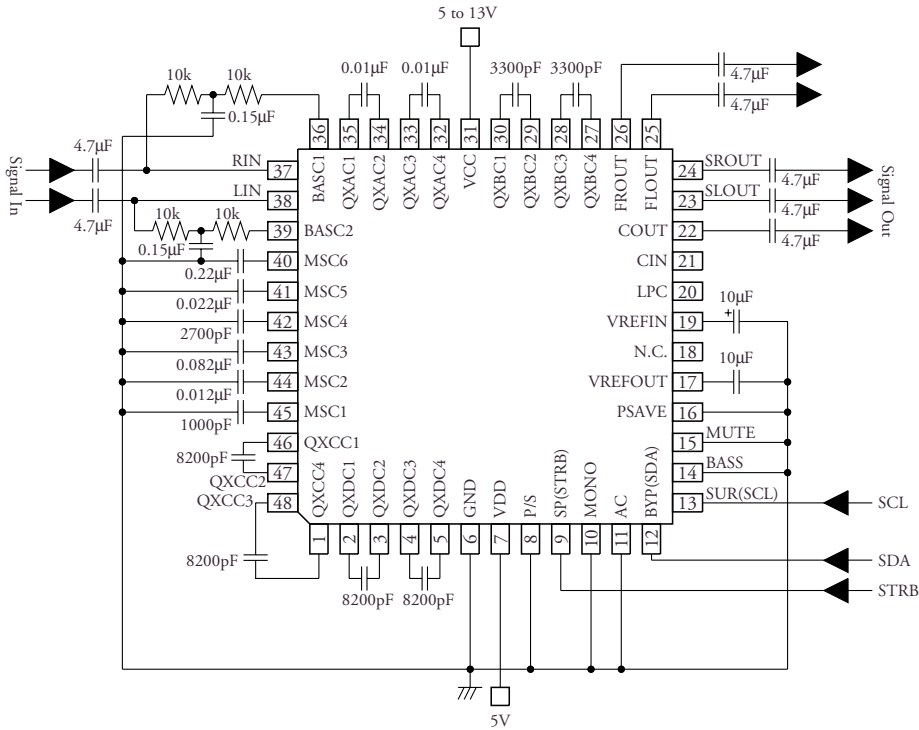 5 to 13V
10k 10k 0.01µF 0.01µF 3300pF 3300pF
4.7µF
4.7µF
0.15µF
36 35 34 33 32 31 30 29 28 27 26 25
BASC1 QXAC1 QXAC2 QXAC3 QXAC4 VCC QXBC1 QXBC2 QXBC3 QXBC4 FROUT FLOUT
Signal In
4.7µF
4.7µF
RIN 37
LIN 38
10k 10k
0.15µF
39 BASC2
0.22µF
40 MSC6
0.022µF
41 MSC5
2700pF
42 MSC4
0.082µF
43 MSC3
0.012µF
44 MSC2
1000pF
45 MSC1
8200pF
46 QXCC1
47
QXCC2
QXCC3
48
8200pF
24 SROUT
4.7µF
23 SLOUT
4.7µF
COUT 22
4.7µF
Signal Out
CIN 21
LPC 20
VREFIN 19
+
10µF
N.C. 18
10µF
VREFOUT 17
PSAVE 16
15 MUTE
14 BASS
13 SUR(SCL)
SCL
SDA
STRB
QXCC4 QXDC1 QXDC2 QXDC3 QXDC4 GND VDD P/S SP(STRB) MONO AC BYP(SDA)
1 2 3 4 5 6 7 8 9 10 11 12
8200pF 8200pF
5V